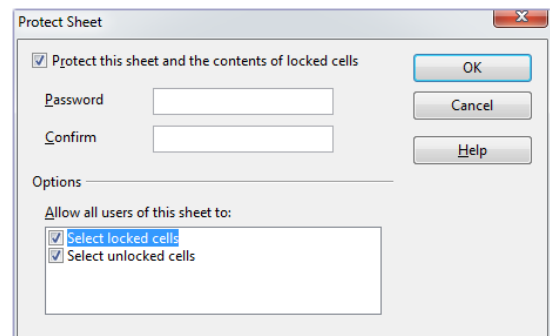 Protect Sheet
Protect this sheet and the contents of locked cells
OK
Password
Cancel
Confirm
Help
Options
Allow all users of this sheet to:
Select locked cells
Select unlocked cells